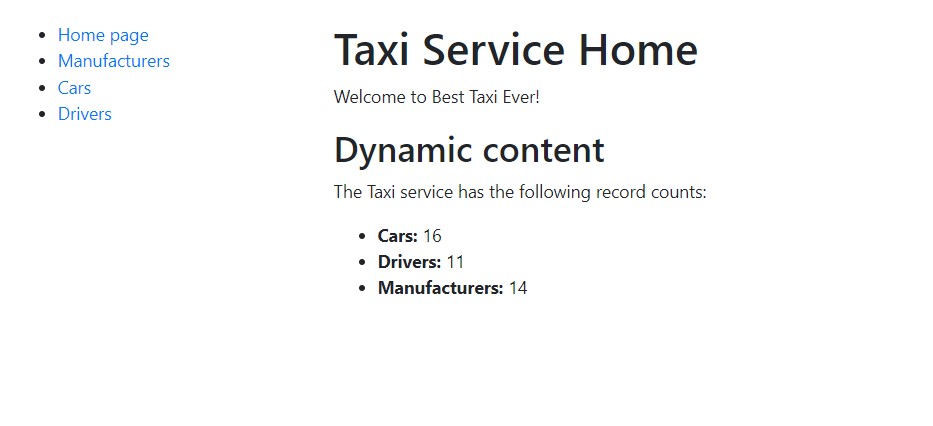 Home page
Manufacturers
Cars
Drivers
Taxi Service Home
Welcome to Best Taxi Ever!
Dynamic content
The Taxi service has the following record counts:
Cars: 16
Drivers: 11
Manufacturers: 14